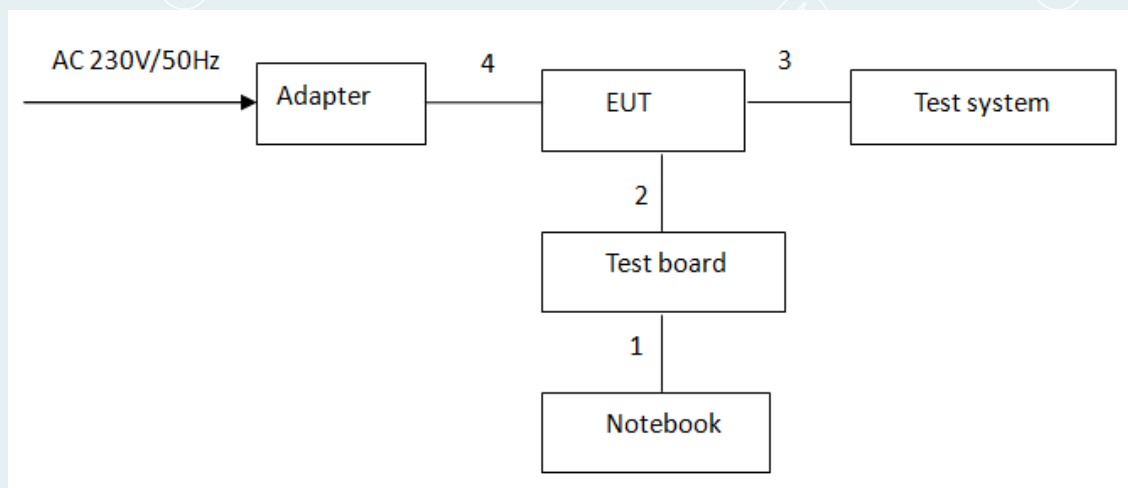 AC 230V/50Hz
Adapter
4
EUT
3
Test system
2
Test board
1
Notebook